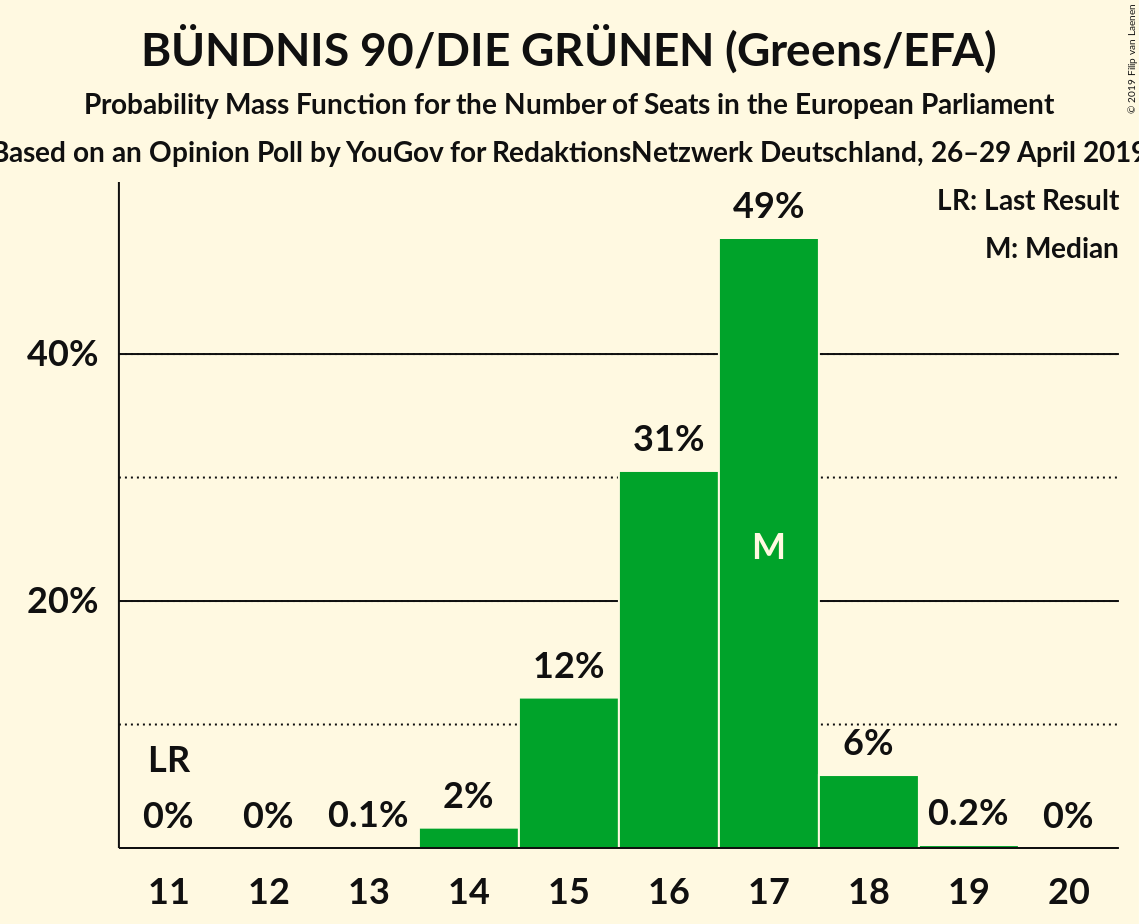 BÜNDNIS 90/DIE GRÜNEN (Greens/EFA)
Probability Mass Function for the Number of Seats in the European Parliament
Based on an Opinion Poll by YouGov for RedaktionsNetzwerk Deutschland, 26–29 April 2019
© 2019 Filip van Laenen
LR: Last Result
M: Median
49%
40%
31%
M
20%
12%
LR
6%
2%
0% 0% 0.1% 0.2% 0%
11 12 13 14 15 16 17 18 19 20